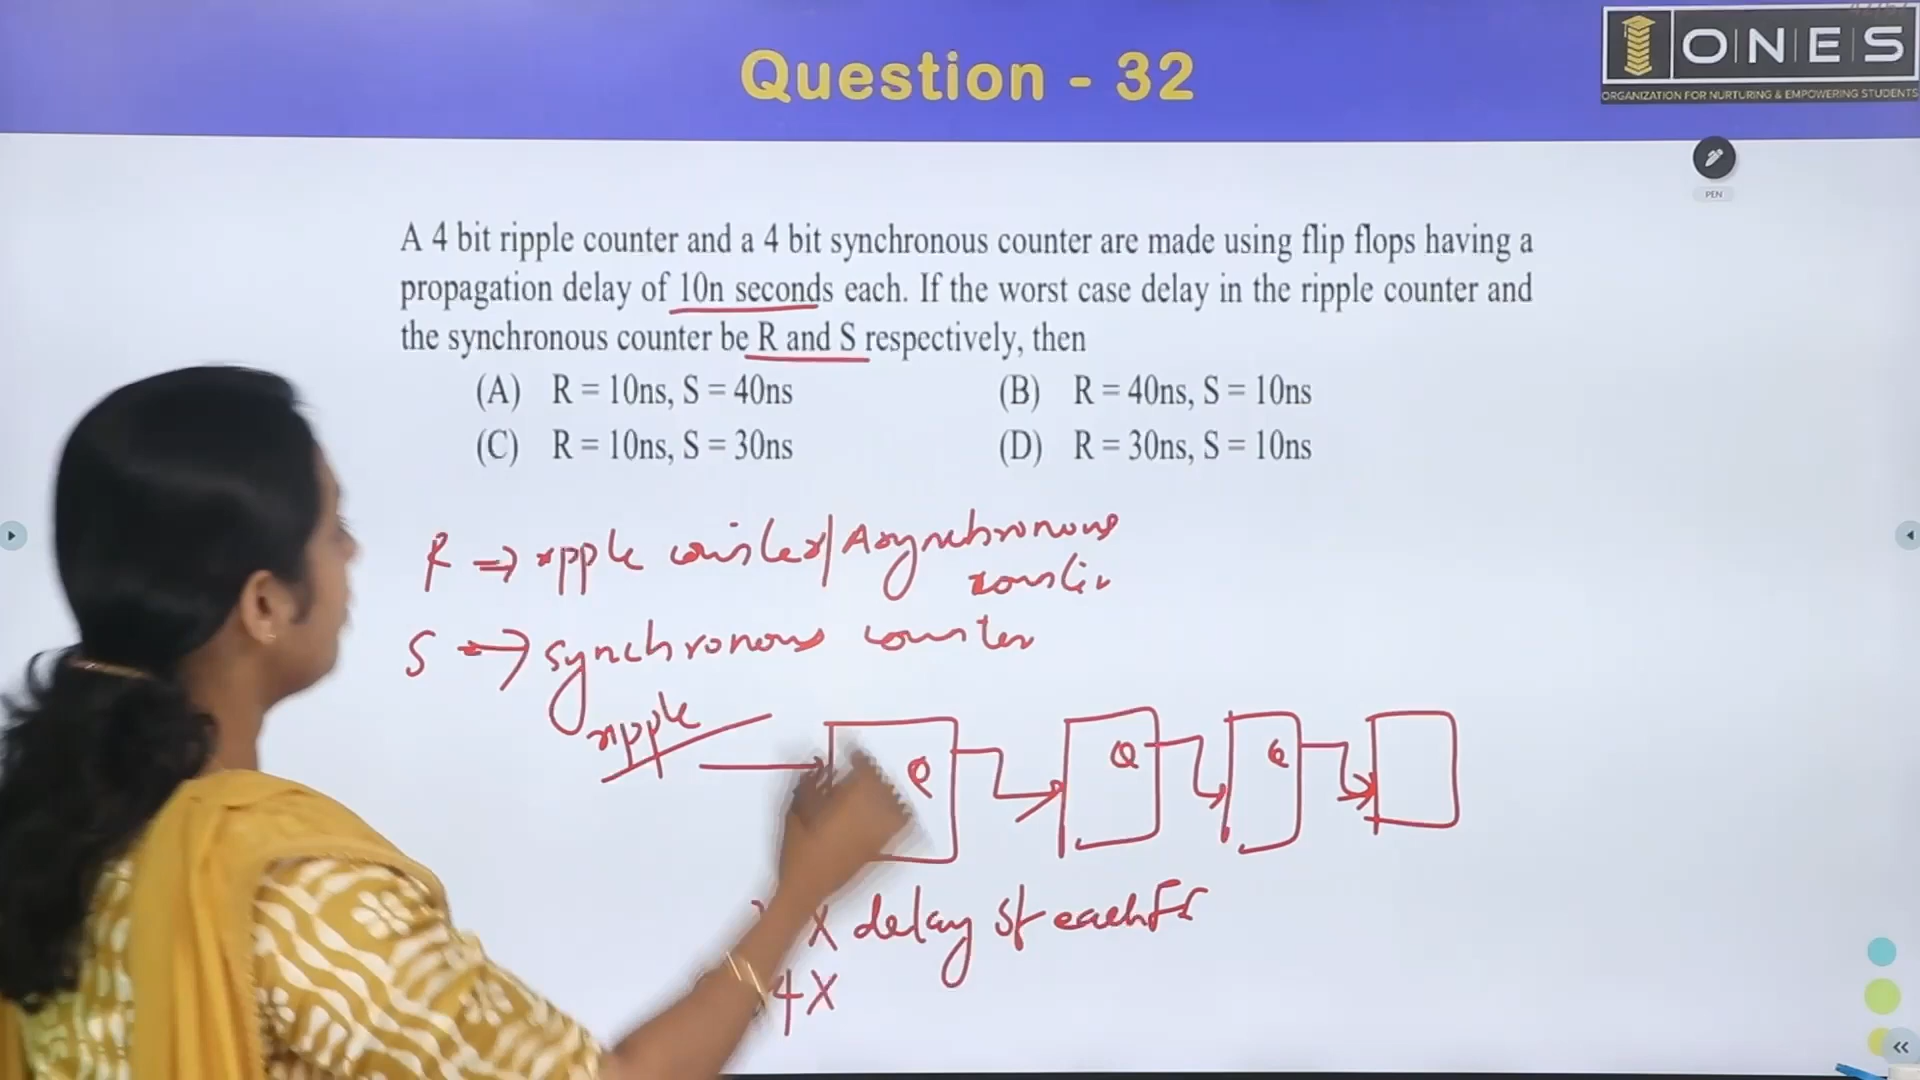 Question - 32
O N E S
ORGANIZATION FOR NURTURING & EMPOWERING STUDENTS
PEN
A 4 bit ripple counter and a 4 bit synchronous counter are made using flip flops having a
propagation delay of 10n seconds each. If the worst case delay in the ripple counter and
the synchronous counter be R and S respectively, then
(A) R = 10ns, S = 40ns (B) R = 40ns, S = 10ns
(C) R = 10ns, S = 30ns (D) R = 30ns, S = 10ns
R ⇒ ripple counter/Asynchronous
counter
S → synchronous counter
ripple
Q Q Q
X delay of each FF
4X